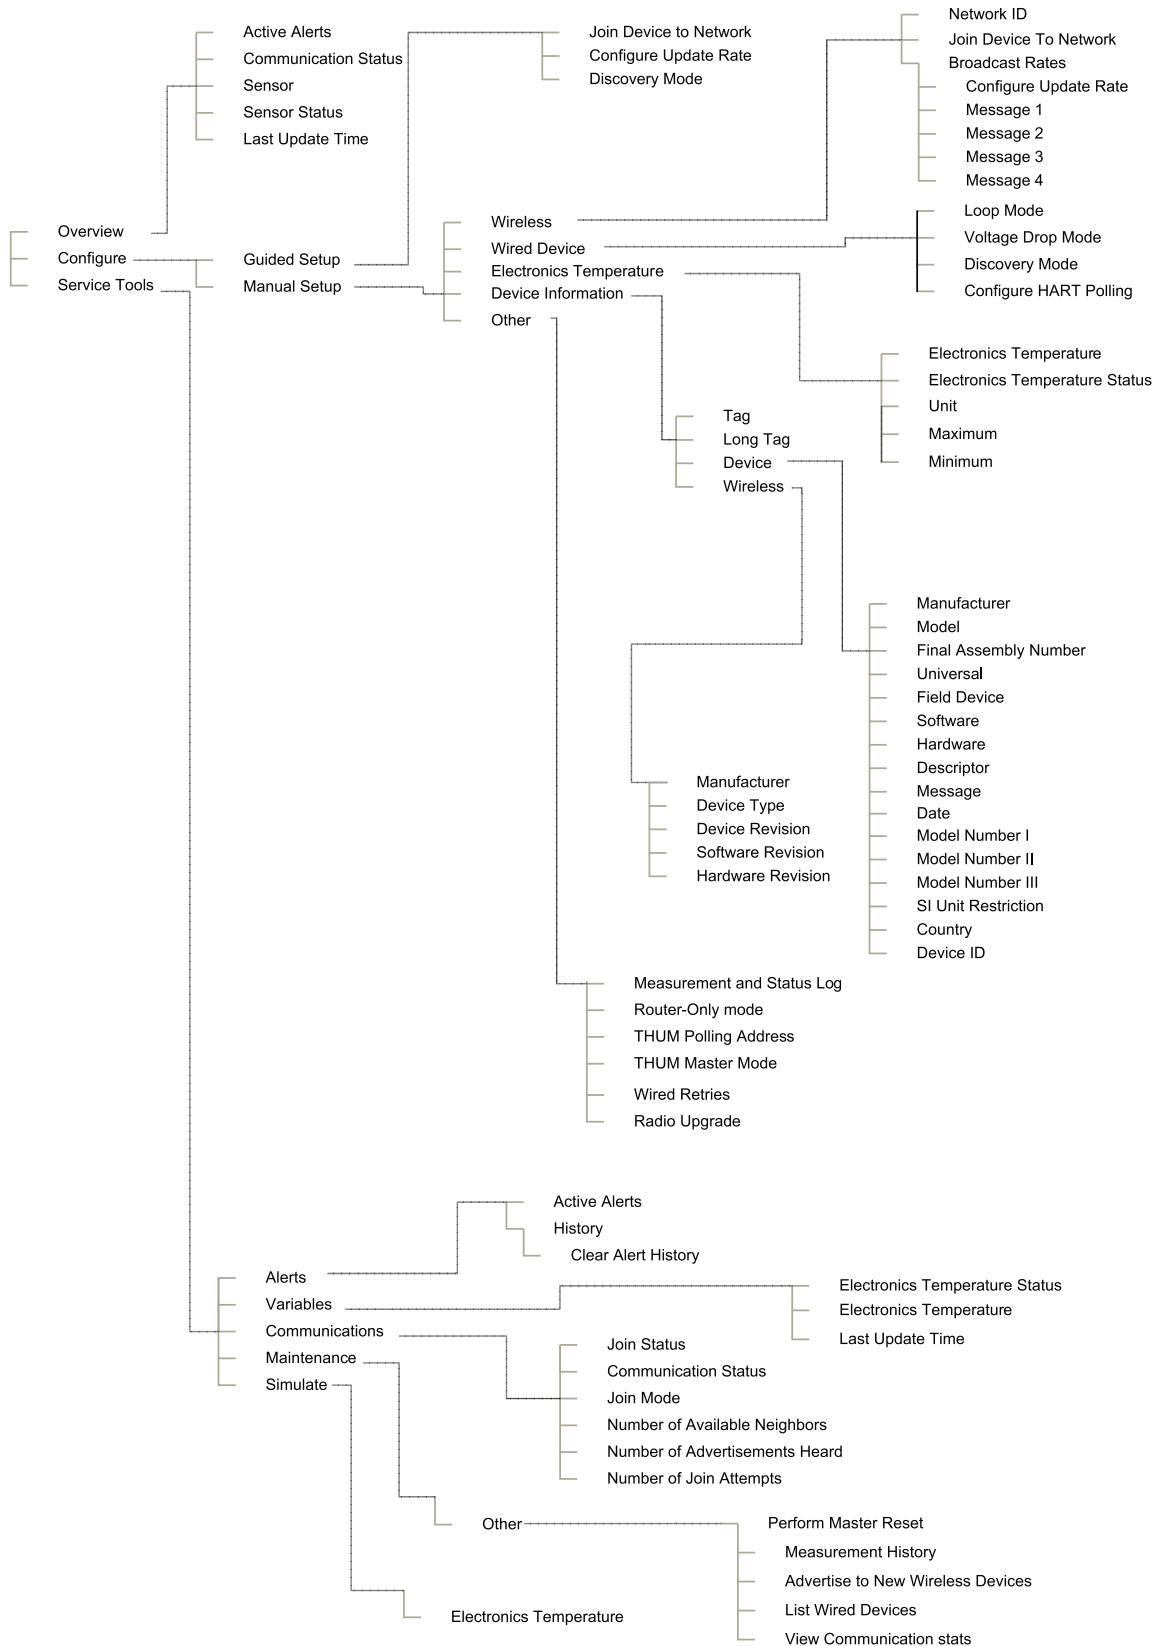 Overview
Configure
Service Tools
Active Alerts
Communication Status
Sensor
Sensor Status
Last Update Time
Guided Setup
Manual Setup
Join Device to Network
Configure Update Rate
Discovery Mode
Wireless
Wired Device
Electronics Temperature
Device Information
Other
Network ID
Join Device To Network
Broadcast Rates
Configure Update Rate
Message 1
Message 2
Message 3
Message 4
Loop Mode
Voltage Drop Mode
Discovery Mode
Configure HART Polling
Electronics Temperature
Electronics Temperature Status
Unit
Maximum
Minimum
Tag
Long Tag
Device
Wireless
Manufacturer
Model
Final Assembly Number
Universal
Field Device
Software
Hardware
Descriptor
Message
Date
Model Number I
Model Number II
Model Number III
SI Unit Restriction
Country
Device ID
Manufacturer
Device Type
Device Revision
Software Revision
Hardware Revision
Measurement and Status Log
Router-Only mode
THUM Polling Address
THUM Master Mode
Wired Retries
Radio Upgrade
Alerts
Variables
Communications
Maintenance
Simulate
Active Alerts
History
Clear Alert History
Electronics Temperature Status
Electronics Temperature
Last Update Time
Join Status
Communication Status
Join Mode
Number of Available Neighbors
Number of Advertisements Heard
Number of Join Attempts
Other
Perform Master Reset
Measurement History
Advertise to New Wireless Devices
List Wired Devices
View Communication stats
Electronics Temperature